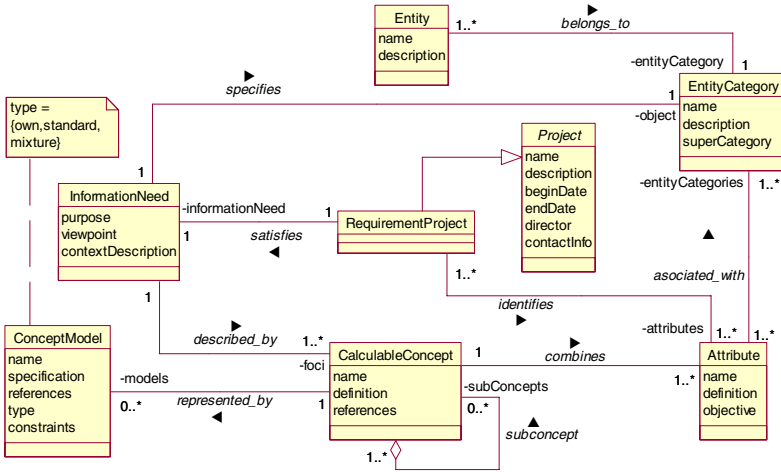 Entity
name
description
1..*
▶
belongs_to
-entityCategory
1
▶
specifies
1
-object
EntityCategory
name
description
superCategory
-entityCategories
1..*
type =
{own,standard,
mixture}
1
Project
name
description
beginDate
endDate
director
contactInfo
InformationNeed
purpose
viewpoint
contextDescription
-informationNeed
1
1
satisfies
◀
RequirementProject
1..*
identifies
▶
-attributes
1..*
▲
asociated_with
1..*
1
▶
described_by
1..*
-foci
ConceptModel
name
specification
references
type
constraints
-models
0..*
represented_by
◀
1
CalculableConcept
name
definition
references
1
▶
combines
1..*
Attribute
name
definition
objective
-subConcepts
0..*
▲
subconcept
1..*